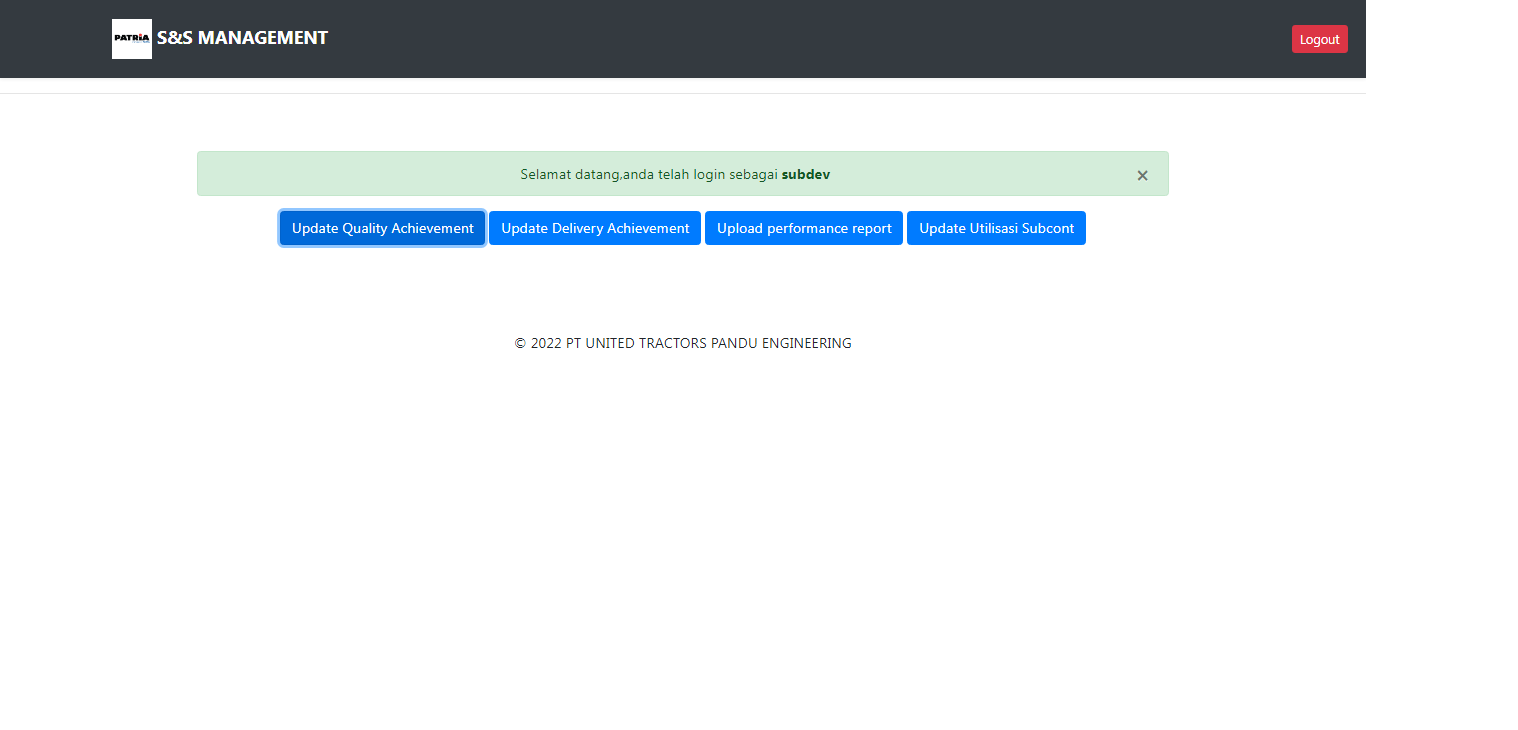 PATRIA
S&S MANAGEMENT
Logout
Selamat datang,anda telah login sebagai subdev
×
Update Quality Achievement
Update Delivery Achievement
Upload performance report
Update Utilisasi Subcont
© 2022 PT UNITED TRACTORS PANDU ENGINEERING